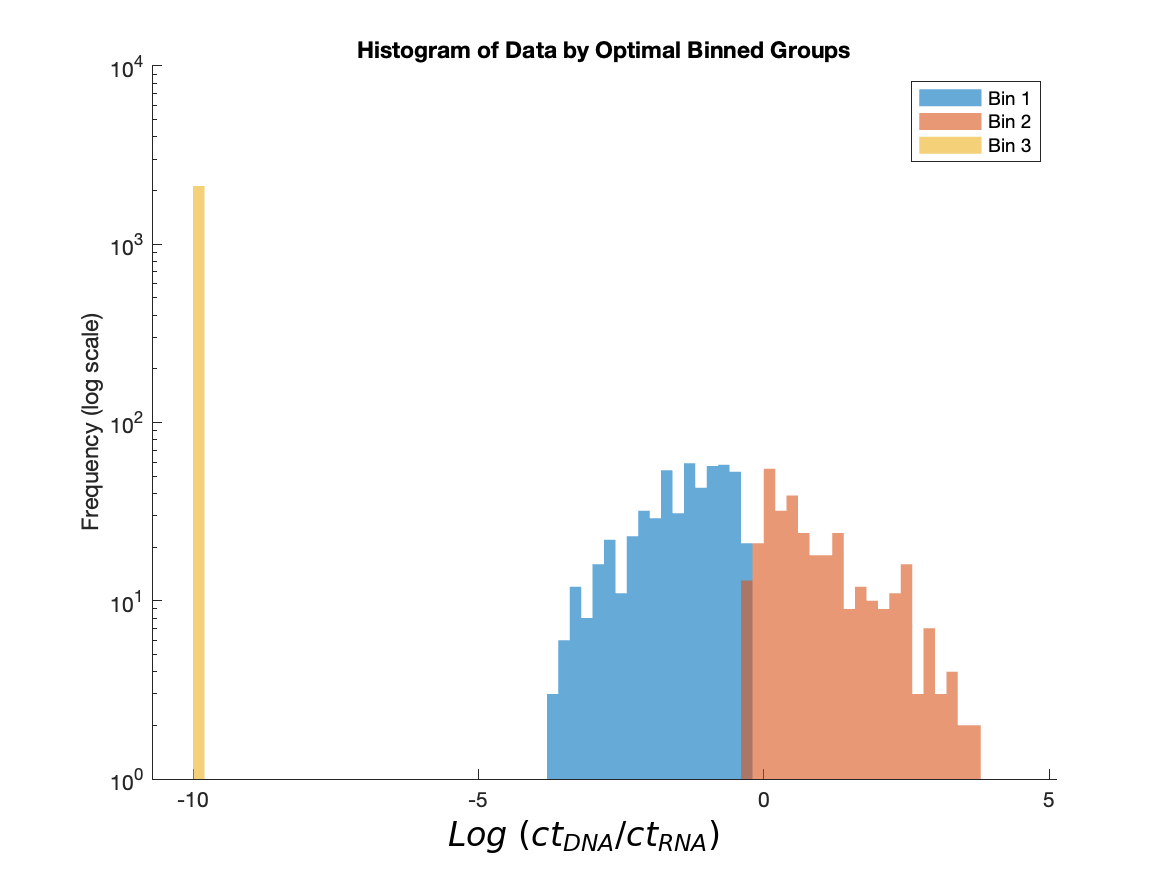 Histogram of Data by Optimal Binned Groups
10^4
10^3
10^2
10^1
10^0
Frequency (log scale)
Bin 1
Bin 2
Bin 3
-10
-5
0
5
Log (ct_DNA/ct_RNA)